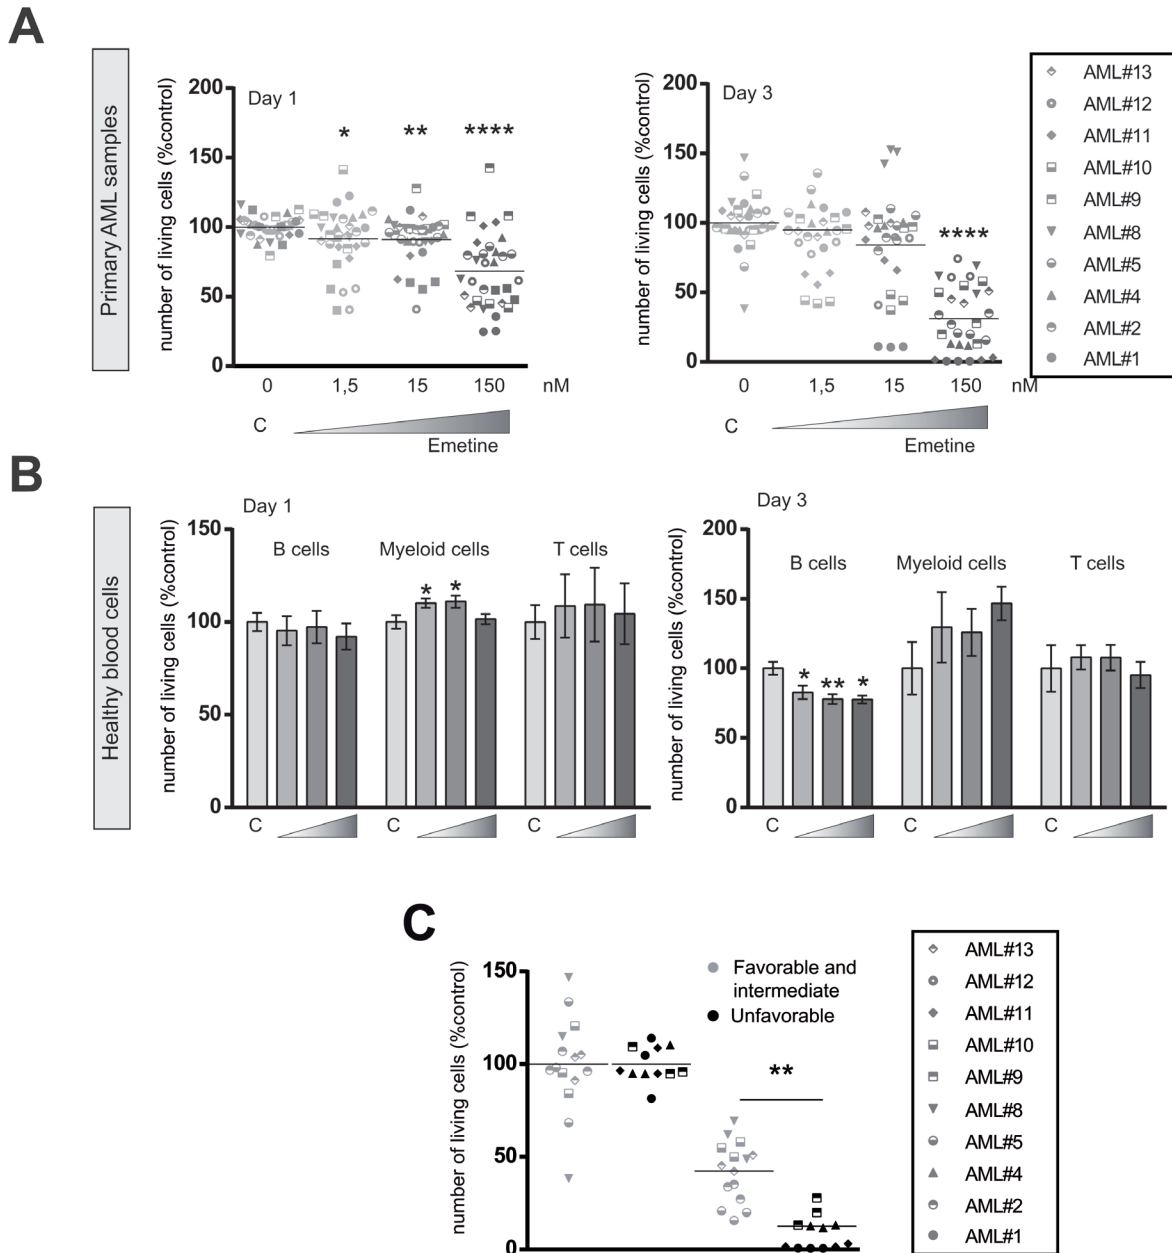 A
Primary AML samples
number of living cells (%control)
200
150
100
50
0
Day 1
*
**
****
0
1,5
15
150
nM
C
Emetine
number of living cells (%control)
200
150
100
50
0
Day 3
****
0
1,5
15
150
nM
C
Emetine
AML#13
AML#12
AML#11
AML#10
AML#9
AML#8
AML#5
AML#4
AML#2
AML#1
B
Healthy blood cells
number of living cells (%control)
Day 1
150
100
50
0
B cells
Myeloid cells
T cells
*
*
C
C
C
number of living cells (%control)
Day 3
200
150
100
50
0
B cells
Myeloid cells
T cells
*
**
*
C
C
C
C
number of living cells (%control)
150
100
50
0
Favorable and
intermediate
Unfavorable
**
AML#13
AML#12
AML#11
AML#10
AML#9
AML#8
AML#5
AML#4
AML#2
AML#1